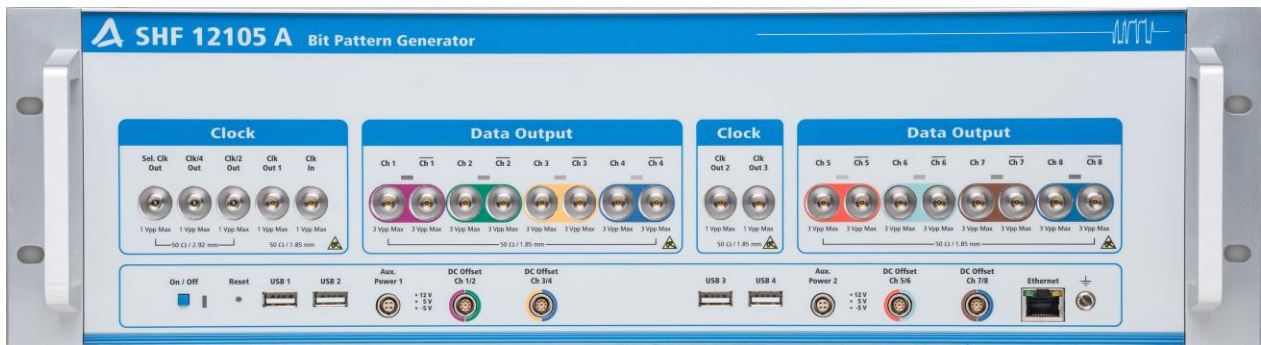 SHF 12105 A Bit Pattern Generator
Clock
Sel. Clk Out Clk/4 Out Clk/2 Out Clk Out 1 Clk In
1 Vpp Max 1 Vpp Max 1 Vpp Max 1 Vpp Max 1 Vpp Max
50 Ω / 2.92 mm 50 Ω / 1.85 mm
Data Output
Ch 1 Ch 1 Ch 2 Ch 2 Ch 3 Ch 3 Ch 4 Ch 4
3 Vpp Max 3 Vpp Max 3 Vpp Max 3 Vpp Max 3 Vpp Max 3 Vpp Max 3 Vpp Max 3 Vpp Max
50 Ω / 1.85 mm
Clock
Clk Out 2 Clk Out 3
1 Vpp Max 1 Vpp Max
50 Ω / 1.85 mm
Data Output
Ch 5 Ch 5 Ch 6 Ch 6 Ch 7 Ch 7 Ch 8 Ch 8
3 Vpp Max 3 Vpp Max 3 Vpp Max 3 Vpp Max 3 Vpp Max 3 Vpp Max 3 Vpp Max 3 Vpp Max
50 Ω / 1.85 mm
On / Off Reset USB 1 USB 2
Aux. Power 1
+ 12 V
+ 5 V
+ -5 V
DC Offset Ch 1/2
DC Offset Ch 3/4
USB 3 USB 4
Aux. Power 2
+ 12 V
+ 5 V
+ -5 V
DC Offset Ch 5/6
DC Offset Ch 7/8
Ethernet